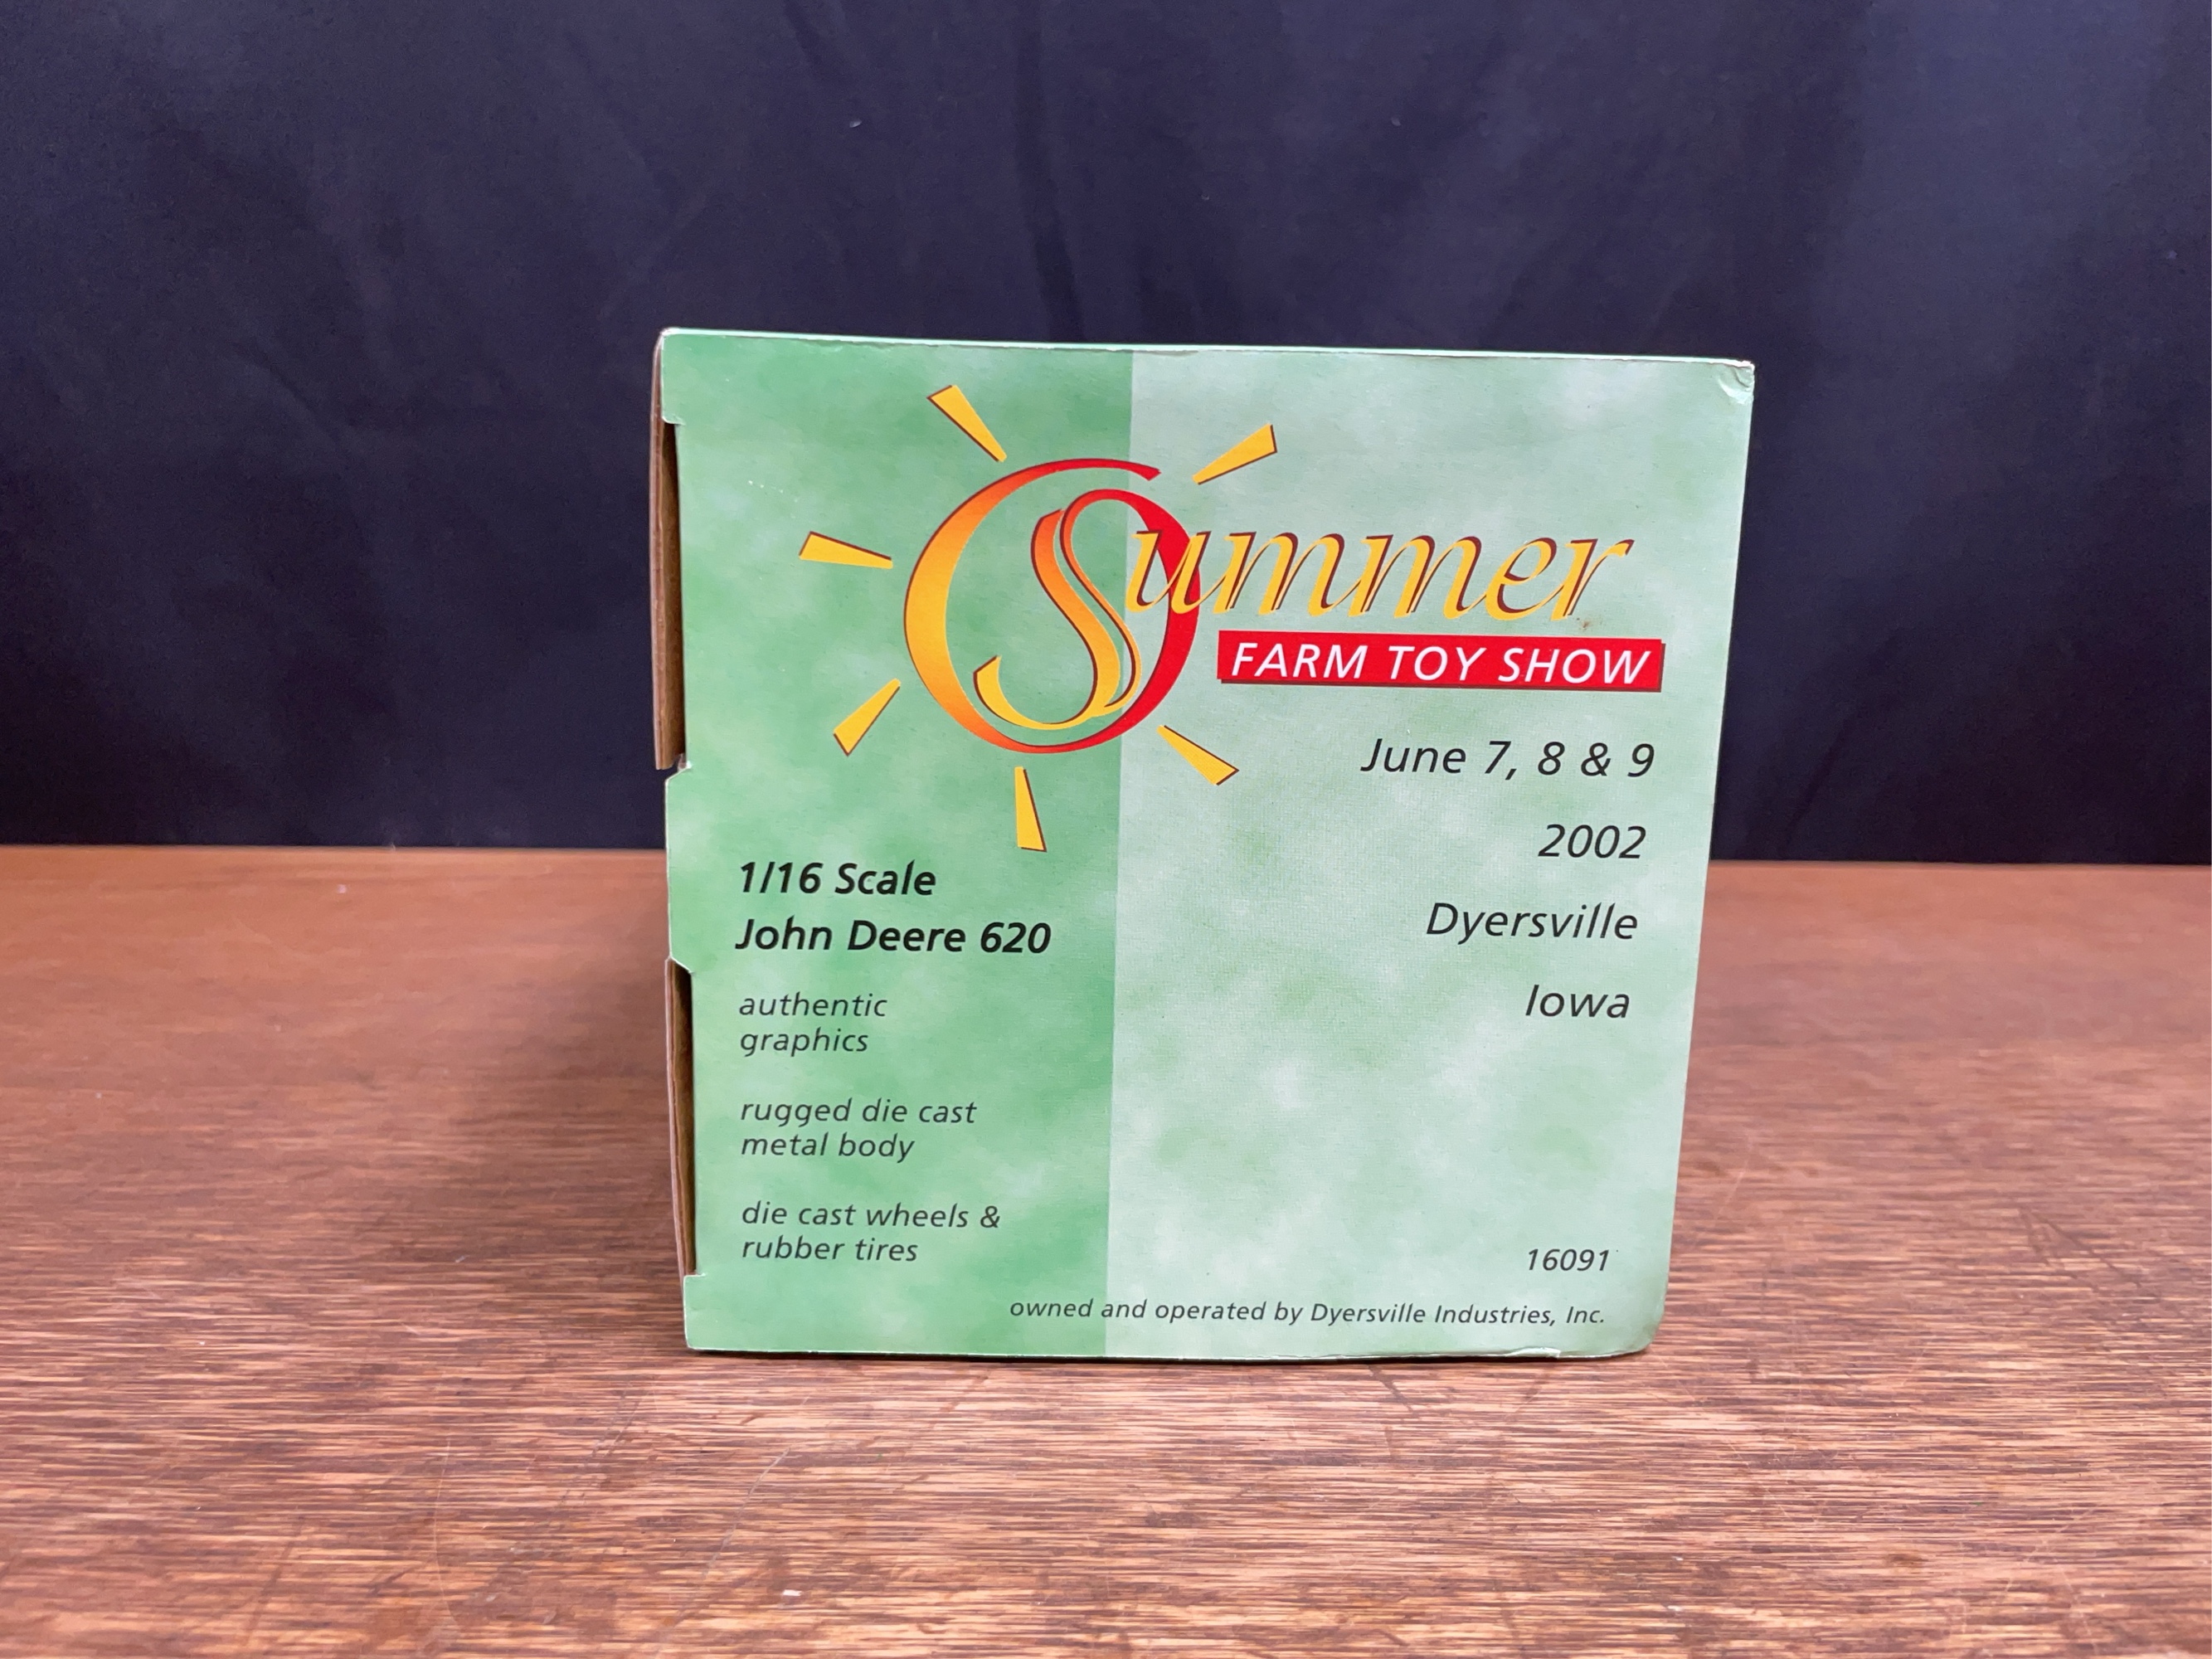 Summer
FARM TOY SHOW
June 7, 8 & 9
2002
Dyersville
Iowa
1/16 Scale
John Deere 620
authentic
graphics
rugged die cast
metal body
die cast wheels &
rubber tires
16091
owned and operated by Dyersville Industries, Inc.